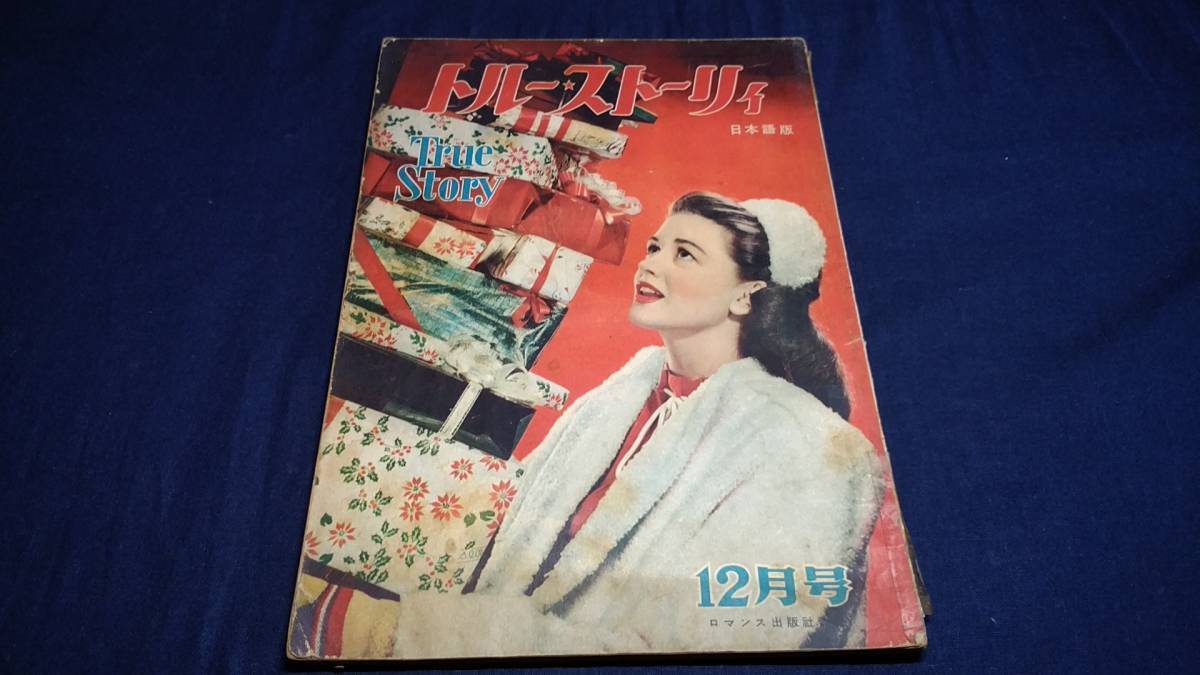 トルー★ストーリィ
日本語版
True
Story
12月号
ロマンス出版社